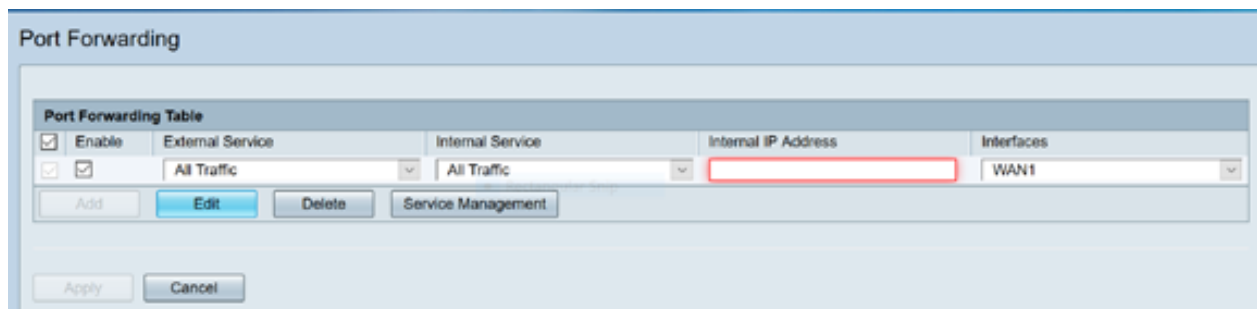 Port Forwarding
Port Forwarding Table
Enable External Service Internal Service Internal IP Address Interfaces
All Traffic All Traffic WAN1
Add Edit Delete Service Management
Apply Cancel